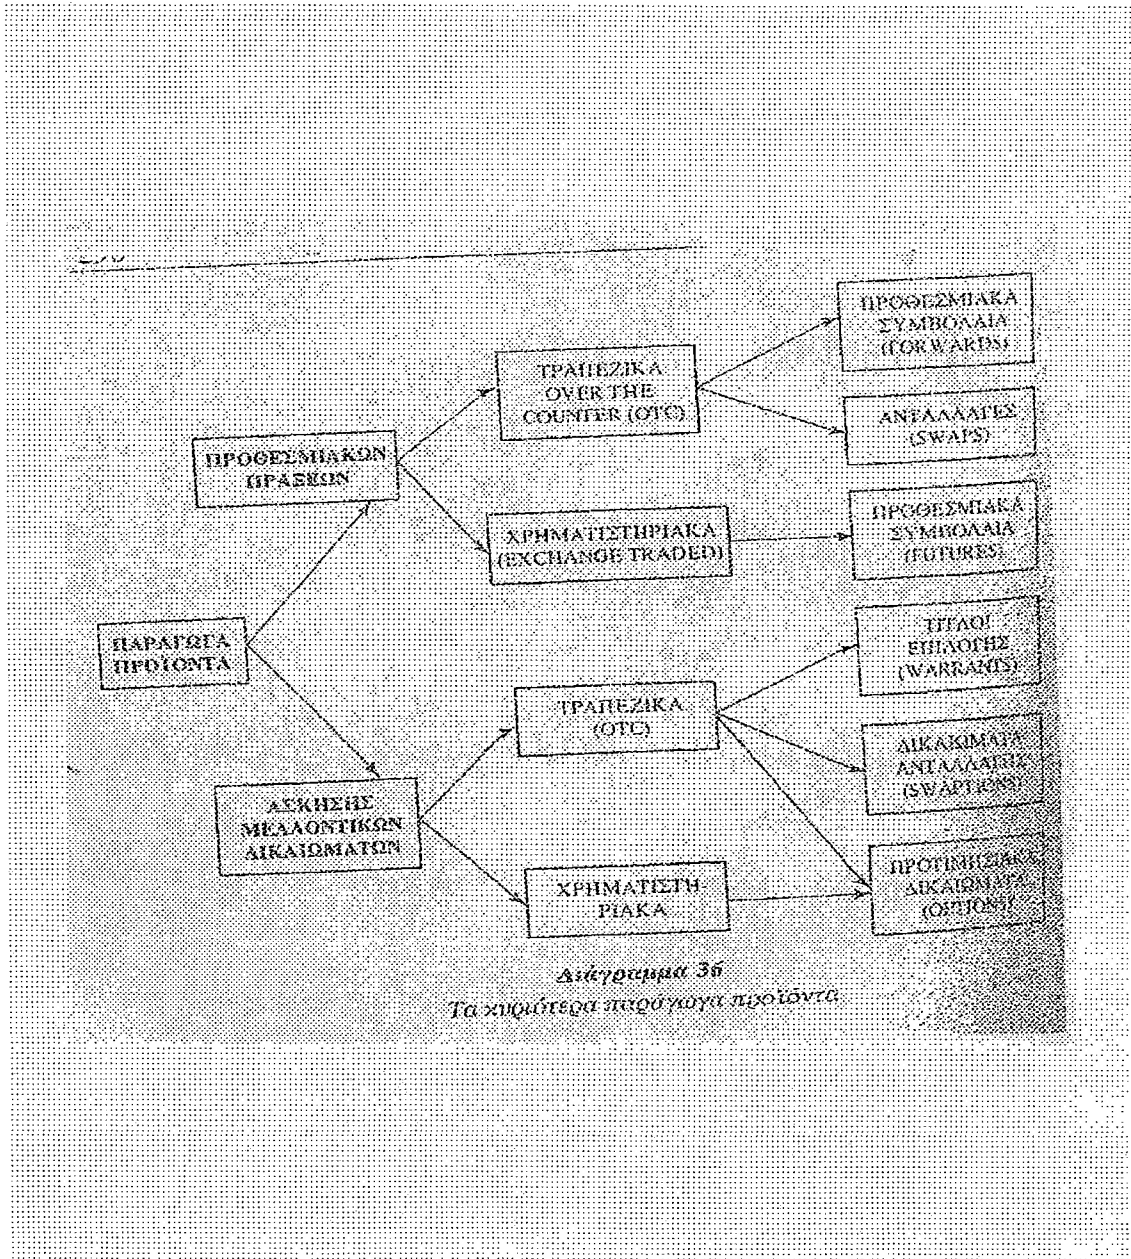 ΠΡΟΘΕΣΜΙΑΚΑ
ΣΥΜΒΟΛΑΙΑ
(FORWARDS)
ΤΡΑΠΕΖΙΚΑ
OVER THE
COUNTER (OTC)
ΑΝΤΑΛΛΑΓΕΣ
(SWAPS)
ΠΡΟΘΕΣΜΙΑΚΩΝ
ΠΡΑΞΕΩΝ
ΧΡΗΜΑΤΙΣΤΗΡΙΑΚΑ
(EXCHANGE TRADED)
ΠΡΟΘΕΣΜΙΑΚΑ
ΣΥΜΒΟΛΑΙΑ
(FUTURES)
ΠΑΡΑΓΩΓΑ
ΠΡΟΪΟΝΤΑ
ΤΙΤΛΟΙ
ΕΠΙΛΟΓΗΣ
(WARRANTS)
ΤΡΑΠΕΖΙΚΑ
(OTC)
ΔΙΚΑΙΩΜΑΤΑ
ΑΝΤΑΛΛΑΓΗΣ
(SWAPTIONS)
ΑΣΚΗΣΗΣ
ΜΕΛΛΟΝΤΙΚΩΝ
ΔΙΚΑΙΩΜΑΤΩΝ
ΧΡΗΜΑΤΙΣΤΗ-
ΡΙΑΚΑ
ΠΡΟΤΙΜΗΣΙΑΚΑ
ΔΙΚΑΙΩΜΑΤΑ
(OPTIONS)
Διάγραμμα 36
Τα κυριότερα παράγωγα προϊόντα